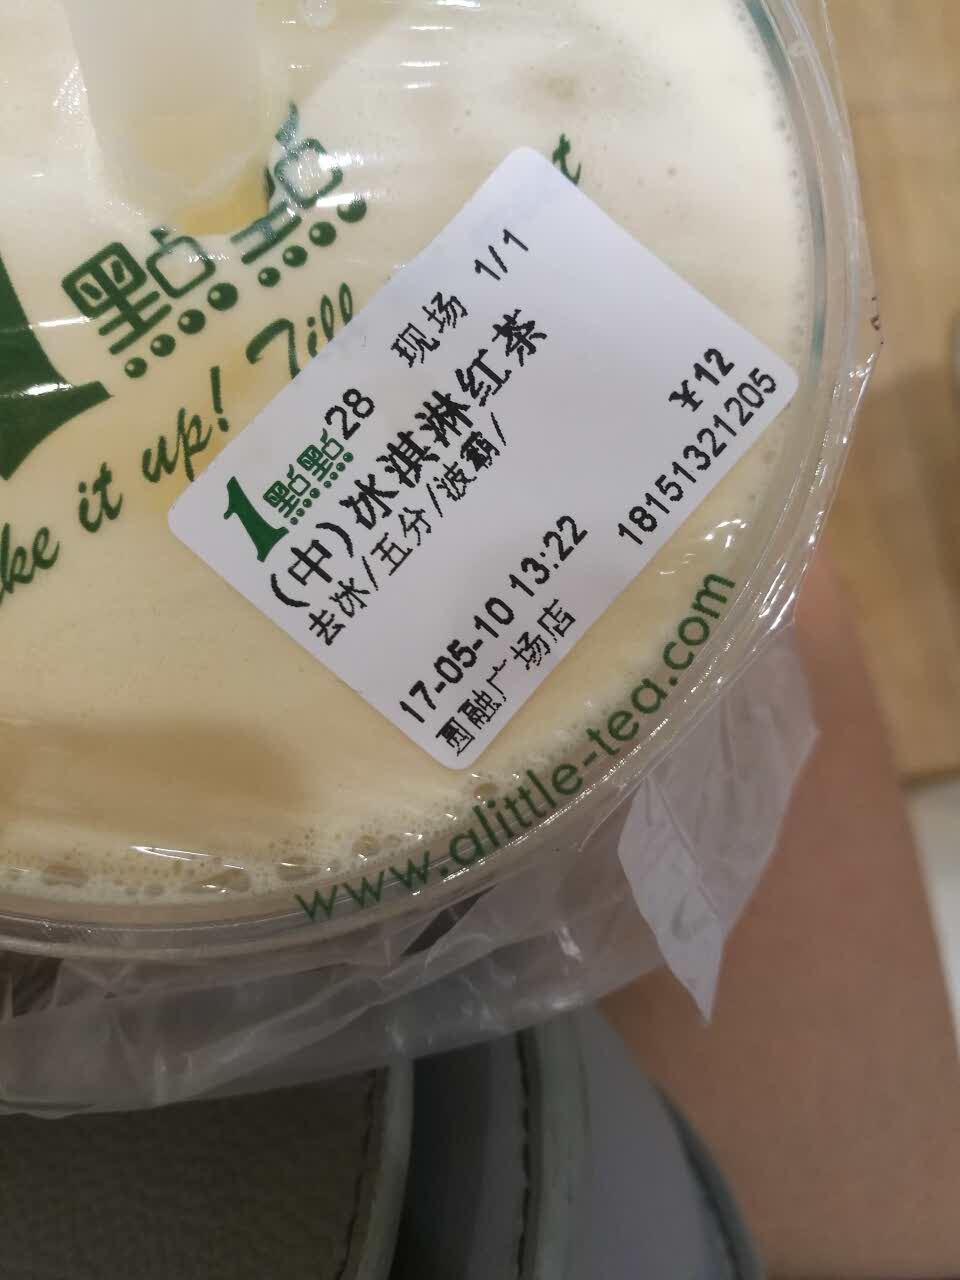 點點
ke it up! Till
t
1點點28 现场 1/1
(中)冰淇淋红茶
去冰/五分/波霸/
¥12
17-05-10 13:22 18151321205
圆融广场店
www.alittle-tea.com